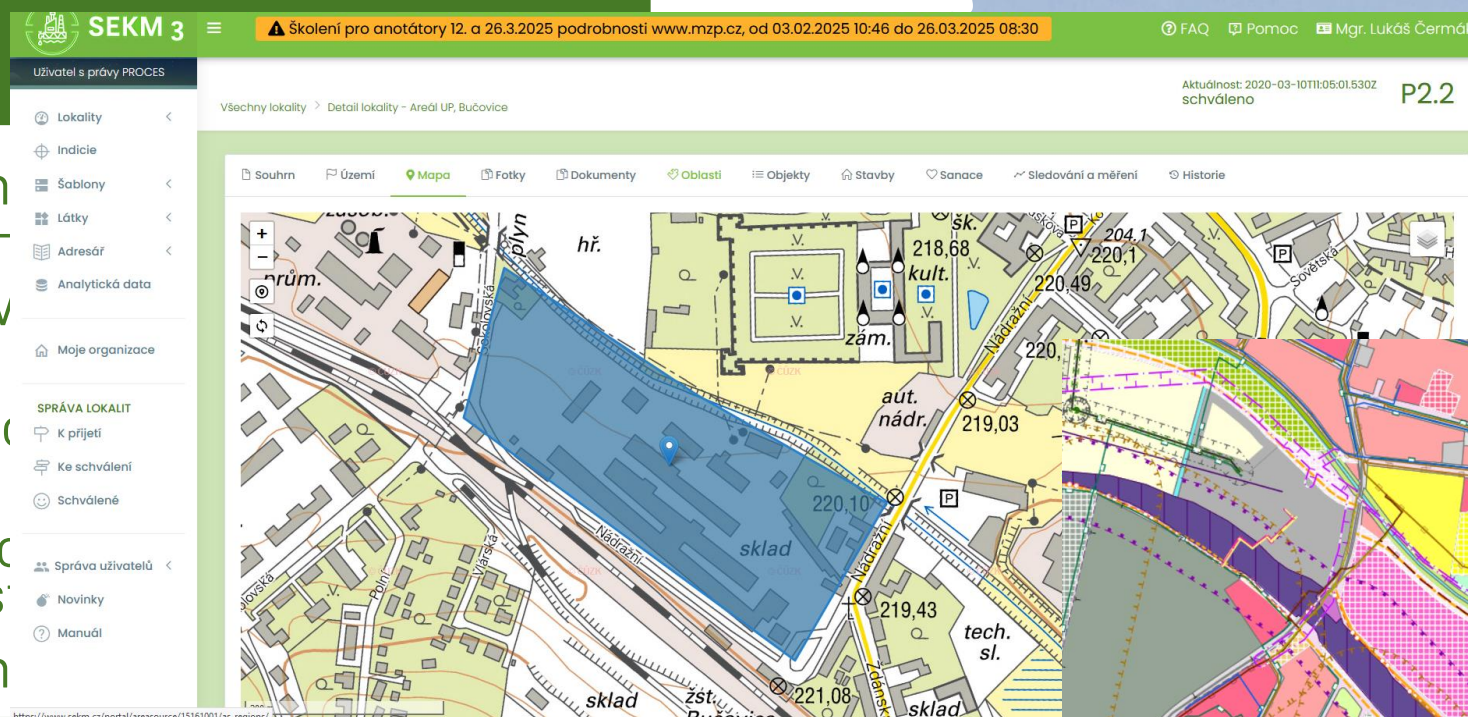 SEKM 3
Školení pro anotátory 12. a 26.3.2025 podrobnosti www.mzp.cz, od 03.02.2025 10:46 do 26.03.2025 08:30
FAQ
Pomoc
Mgr. Lukáš Čermák
Uživatel s právy PROCES
Všechny lokality > Detail lokality - Areál UP, Bučovice
Aktuálnost: 2020-03-10T11:05:01.530Z
schváleno
P2.2
Lokality
Indicie
Šablony
Látky
Adresář
Analytická data
Moje organizace
SPRÁVA LOKALIT
K přijetí
Ke schválení
Schválené
Správa uživatelů
Novinky
Manuál
Souhrn
Území
Mapa
Fotky
Dokumenty
Oblasti
Objekty
Stavby
Sanace
Sledování a měření
Historie
+
−
plyn
hř.
prům.
šk.
218,68
kult.
zám.
204.1
220,1
220,49
220,
Sovětská
Nádražní
aut.
nádr.
219,03
220,10
sklad
Nádražní
Nádražní
219,43
tech.
sl.
Polní
Vlárská
221,08
sklad
žst.
Bučovice
sklad
https://www.sekm.cz/portal/areasource/15161001/as_regions/